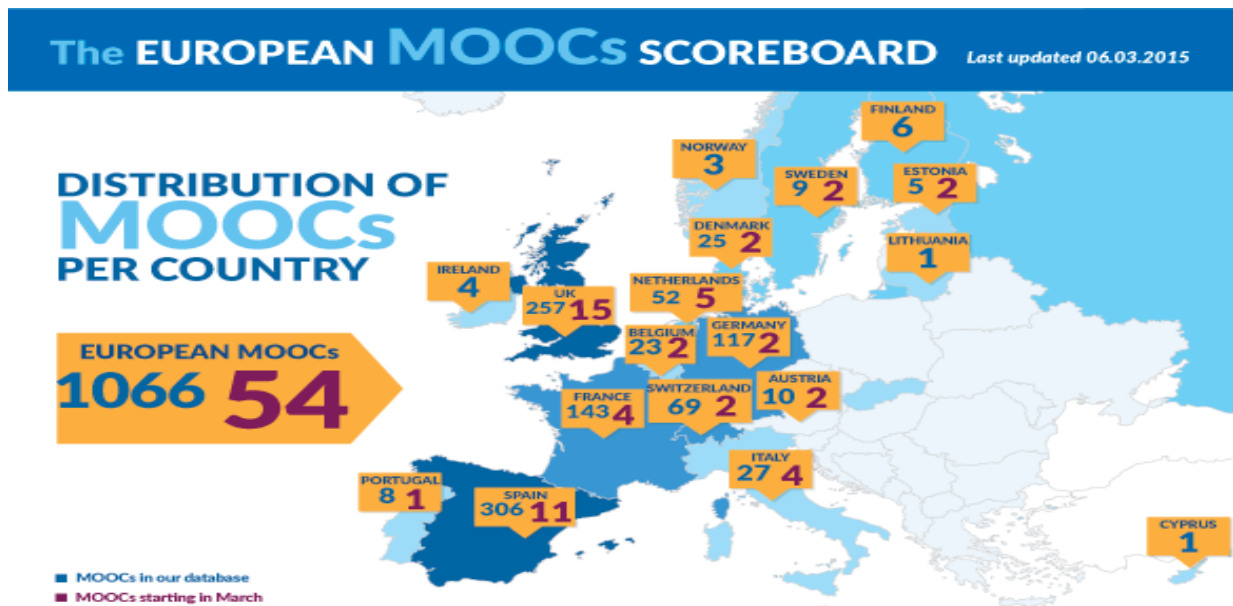 The EUROPEAN MOOCs SCOREBOARD Last updated 06.03.2015
DISTRIBUTION OF
MOOCs
PER COUNTRY
EUROPEAN MOOCs
1066 54
FINLAND
6
NORWAY
3
SWEDEN
9 2
ESTONIA
5 2
DENMARK
25 2
LITHUANIA
1
IRELAND
4
UK
257 15
NETHERLANDS
52 5
BELGIUM
23 2
GERMANY
117 2
FRANCE
143 4
SWITZERLAND
69 2
AUSTRIA
10 2
ITALY
27 4
PORTUGAL
8 1
SPAIN
306 11
CYPRUS
1
MOOCs in our database
MOOCs starting in March